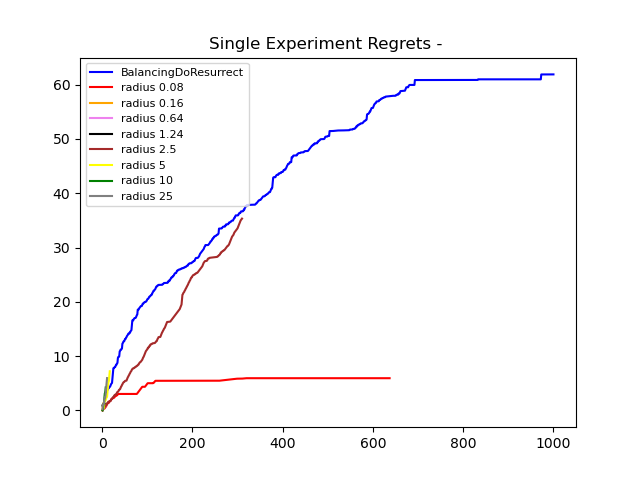 Single Experiment Regrets -
BalancingDoResurrect
radius 0.08
radius 0.16
radius 0.64
radius 1.24
radius 2.5
radius 5
radius 10
radius 25
60
50
40
30
20
10
0
0 200 400 600 800 1000